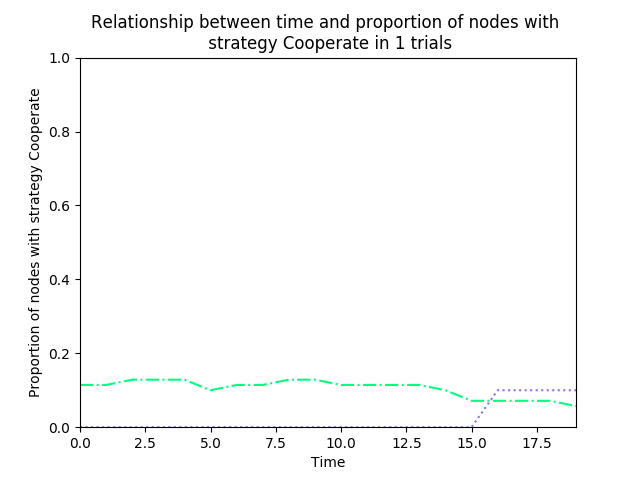 Relationship between time and proportion of nodes with
strategy Cooperate in 1 trials
Proportion of nodes with strategy Cooperate
1.0
0.8
0.6
0.4
0.2
0.0
0.0 2.5 5.0 7.5 10.0 12.5 15.0 17.5
Time